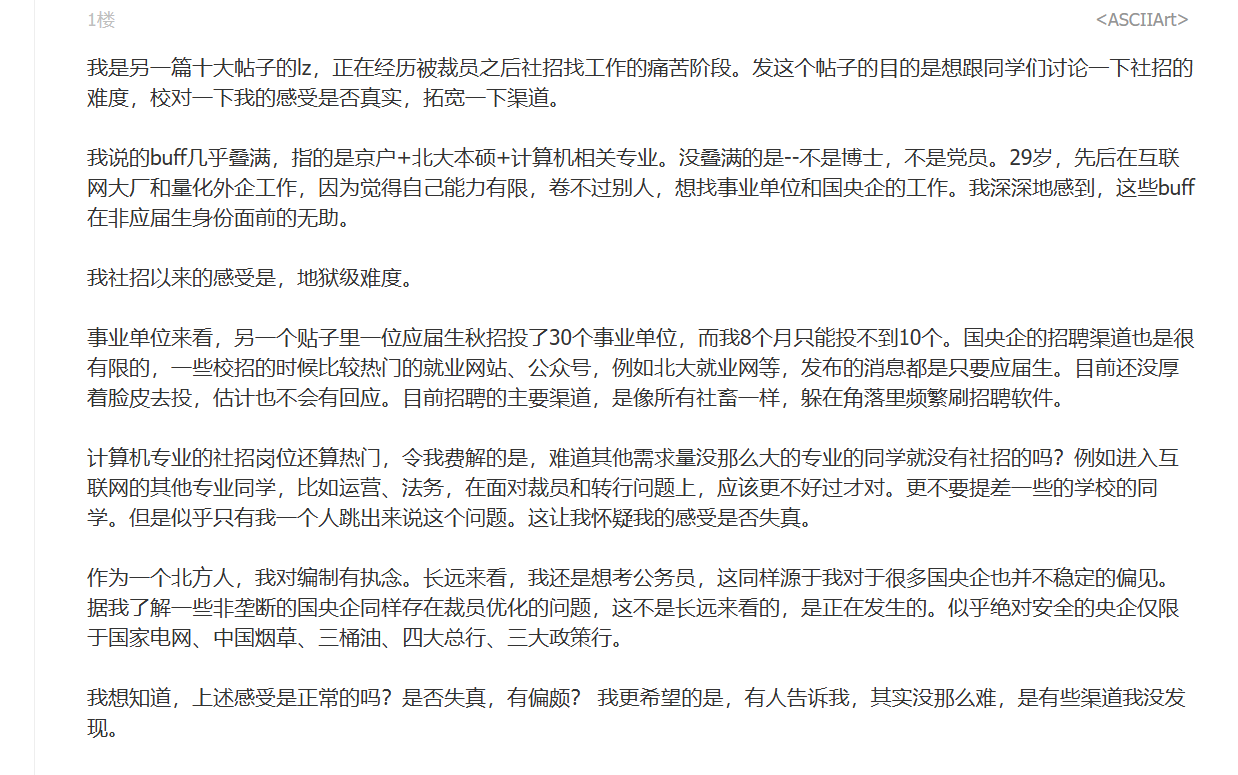 1楼 <ASCIIArt>
我是另一篇十大帖子的lz，正在经历被裁员之后社招找工作的痛苦阶段。发这个帖子的目的是想跟同学们讨论一下社招的
难度，校对一下我的感受是否真实，拓宽一下渠道。
我说的buff几乎叠满，指的是京户+北大本硕+计算机相关专业。没叠满的是--不是博士，不是党员。29岁，先后在互联
网大厂和量化外企工作，因为觉得自己能力有限，卷不过别人，想找事业单位和国央企的工作。我深深地感到，这些buff
在非应届生身份面前的无助。
我社招以来的感受是，地狱级难度。
事业单位来看，另一个贴子里一位应届生秋招投了30个事业单位，而我8个月只能投不到10个。国央企的招聘渠道也是很
有限的，一些校招的时候比较热门的就业网站、公众号，例如北大就业网等，发布的消息都是只要应届生。目前还没厚
着脸皮去投，估计也不会有回应。目前招聘的主要渠道，是像所有社畜一样，躲在角落里频繁刷招聘软件。
计算机专业的社招岗位还算热门，令我费解的是，难道其他需求量没那么大的专业的同学就没有社招的吗？例如进入互
联网的其他专业同学，比如运营、法务，在面对裁员和转行问题上，应该更不好过才对。更不要提差一些的学校的同
学。但是似乎只有我一个人跳出来说这个问题。这让我怀疑我的感受是否失真。
作为一个北方人，我对编制有执念。长远来看，我还是想考公务员，这同样源于我对于很多国央企也并不稳定的偏见。
据我了解一些非垄断的国央企同样存在裁员优化的问题，这不是长远来看的，是正在发生的。似乎绝对安全的央企仅限
于国家电网、中国烟草、三桶油、四大总行、三大政策行。
我想知道，上述感受是正常的吗？是否失真，有偏颇？ 我更希望的是，有人告诉我，其实没那么难，是有些渠道我没发
现。